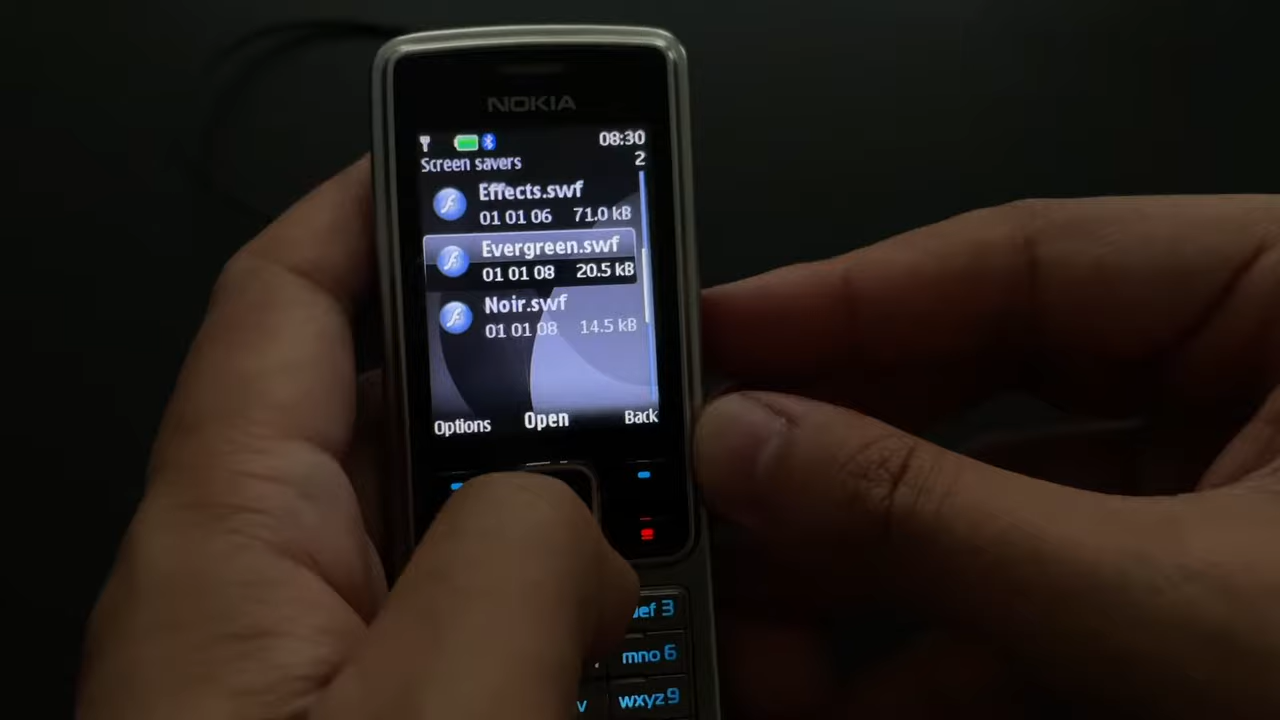 NOKIA
08:30
Screen savers 2
Effects.swf
01 01 06 71.0 kB
Evergreen.swf
01 01 08 20.5 kB
Noir.swf
01 01 08 14.5 kB
Options Open Back
def 3
mno 6
v wxyz 9